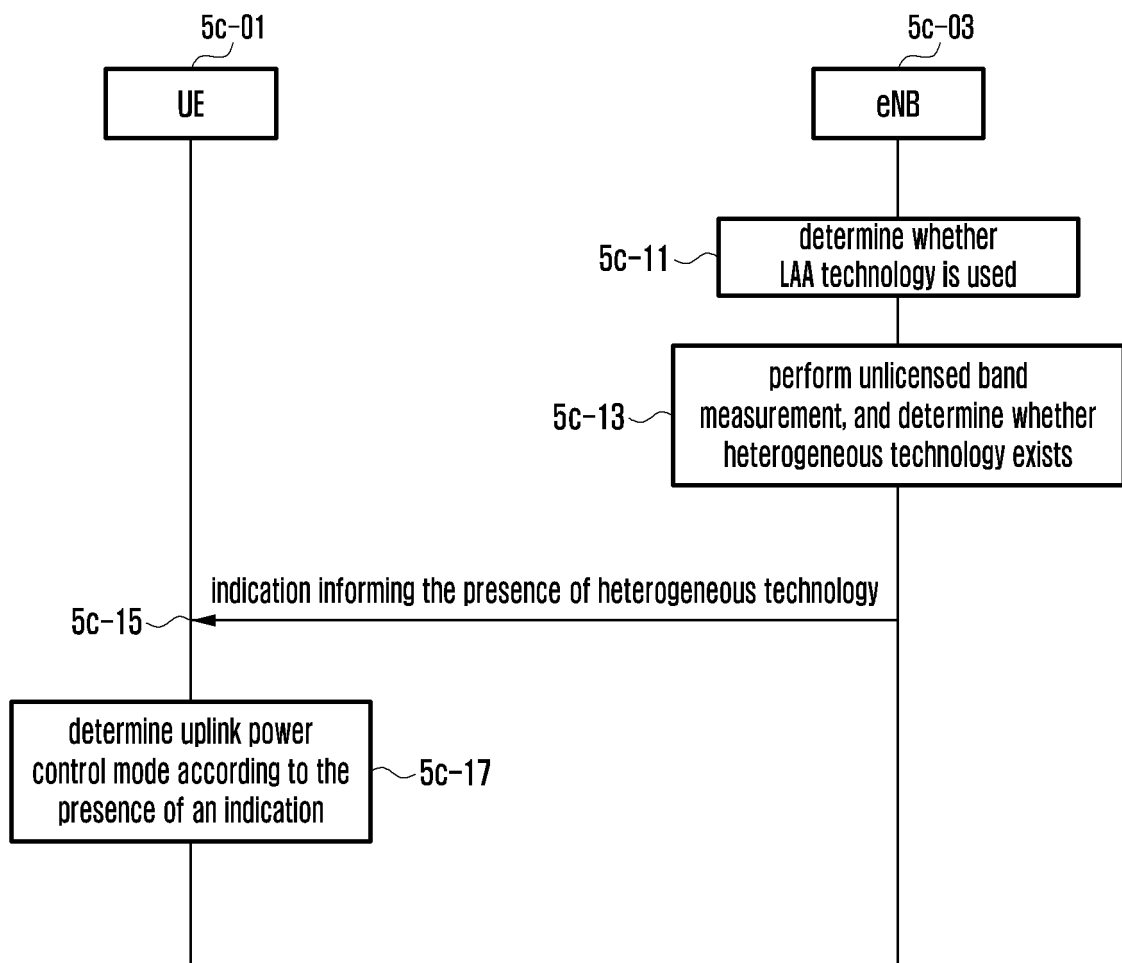 5c-01
5c-03
UE
eNB
determine whether
LAA technology is used
5c-11
perform unlicensed band
measurement, and determine whether
heterogeneous technology exists
5c-13
indication informing the presence of heterogeneous technology
5c-15
determine uplink power
control mode according to the
presence of an indication
5c-17